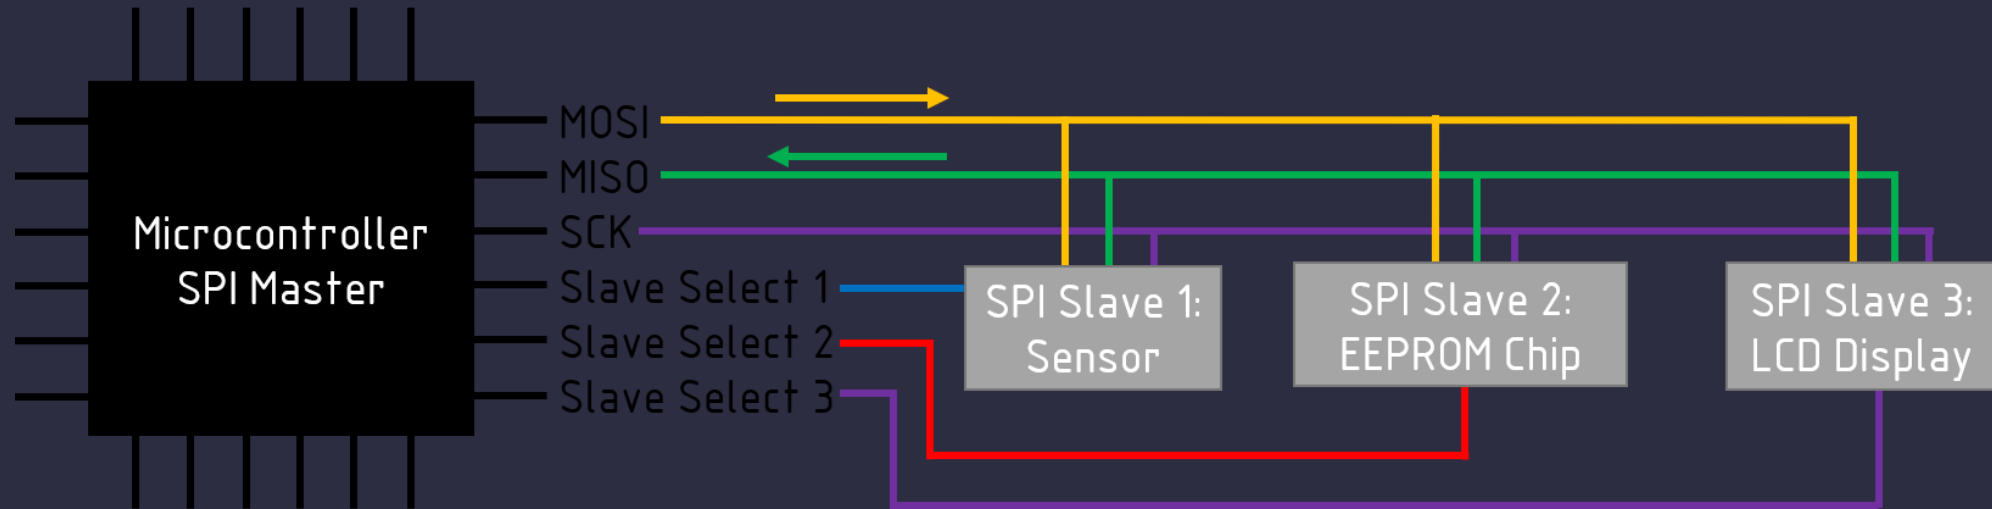 Microcontroller
SPI Master
MOSI
MISO
SCK
Slave Select 1
Slave Select 2
Slave Select 3
SPI Slave 1:
Sensor
SPI Slave 2:
EEPROM Chip
SPI Slave 3:
LCD Display